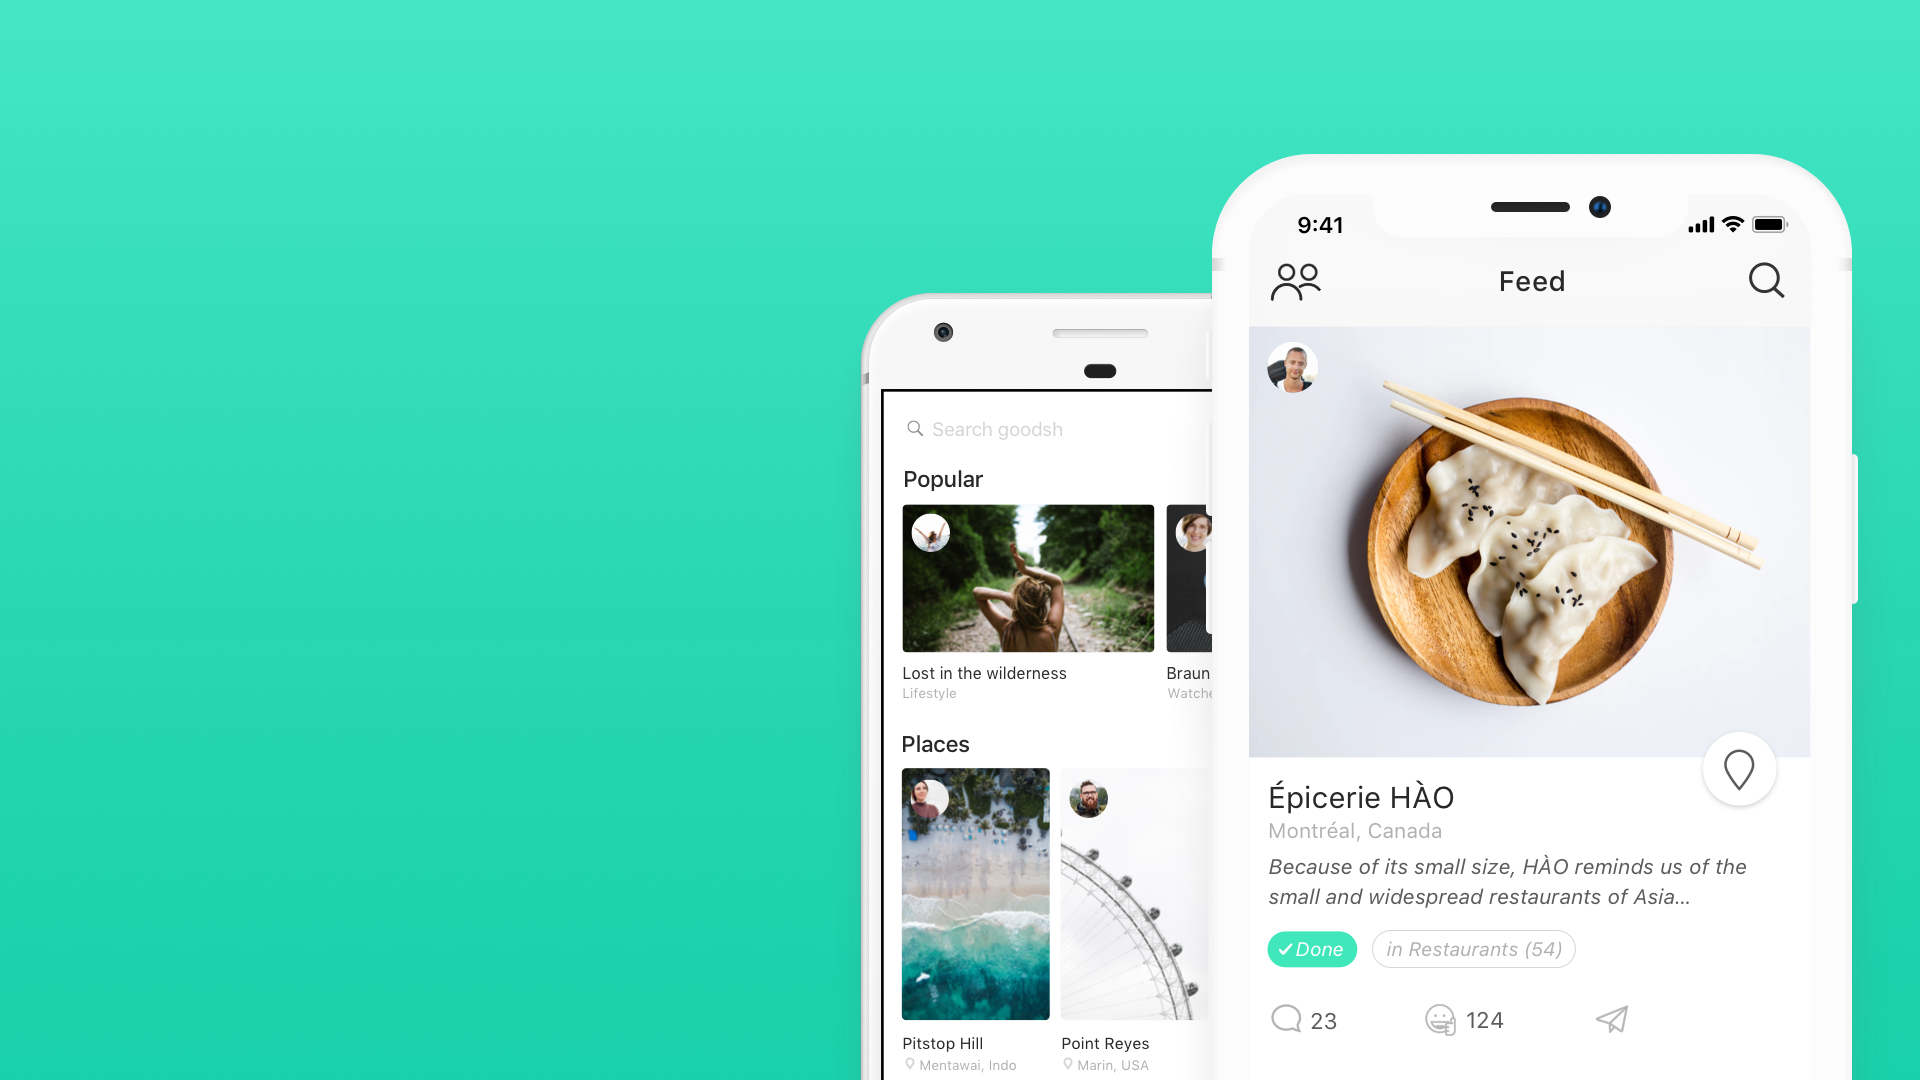 Search goodsh
Popular
Lost in the wilderness
Lifestyle
Braun
Watche
Places
Pitstop Hill
Mentawai, Indo
Point Reyes
Marin, USA
9:41
Feed
Épicerie HÀO
Montréal, Canada
Because of its small size, HÀO reminds us of the
small and widespread restaurants of Asia...
Done
in Restaurants (54)
23
124